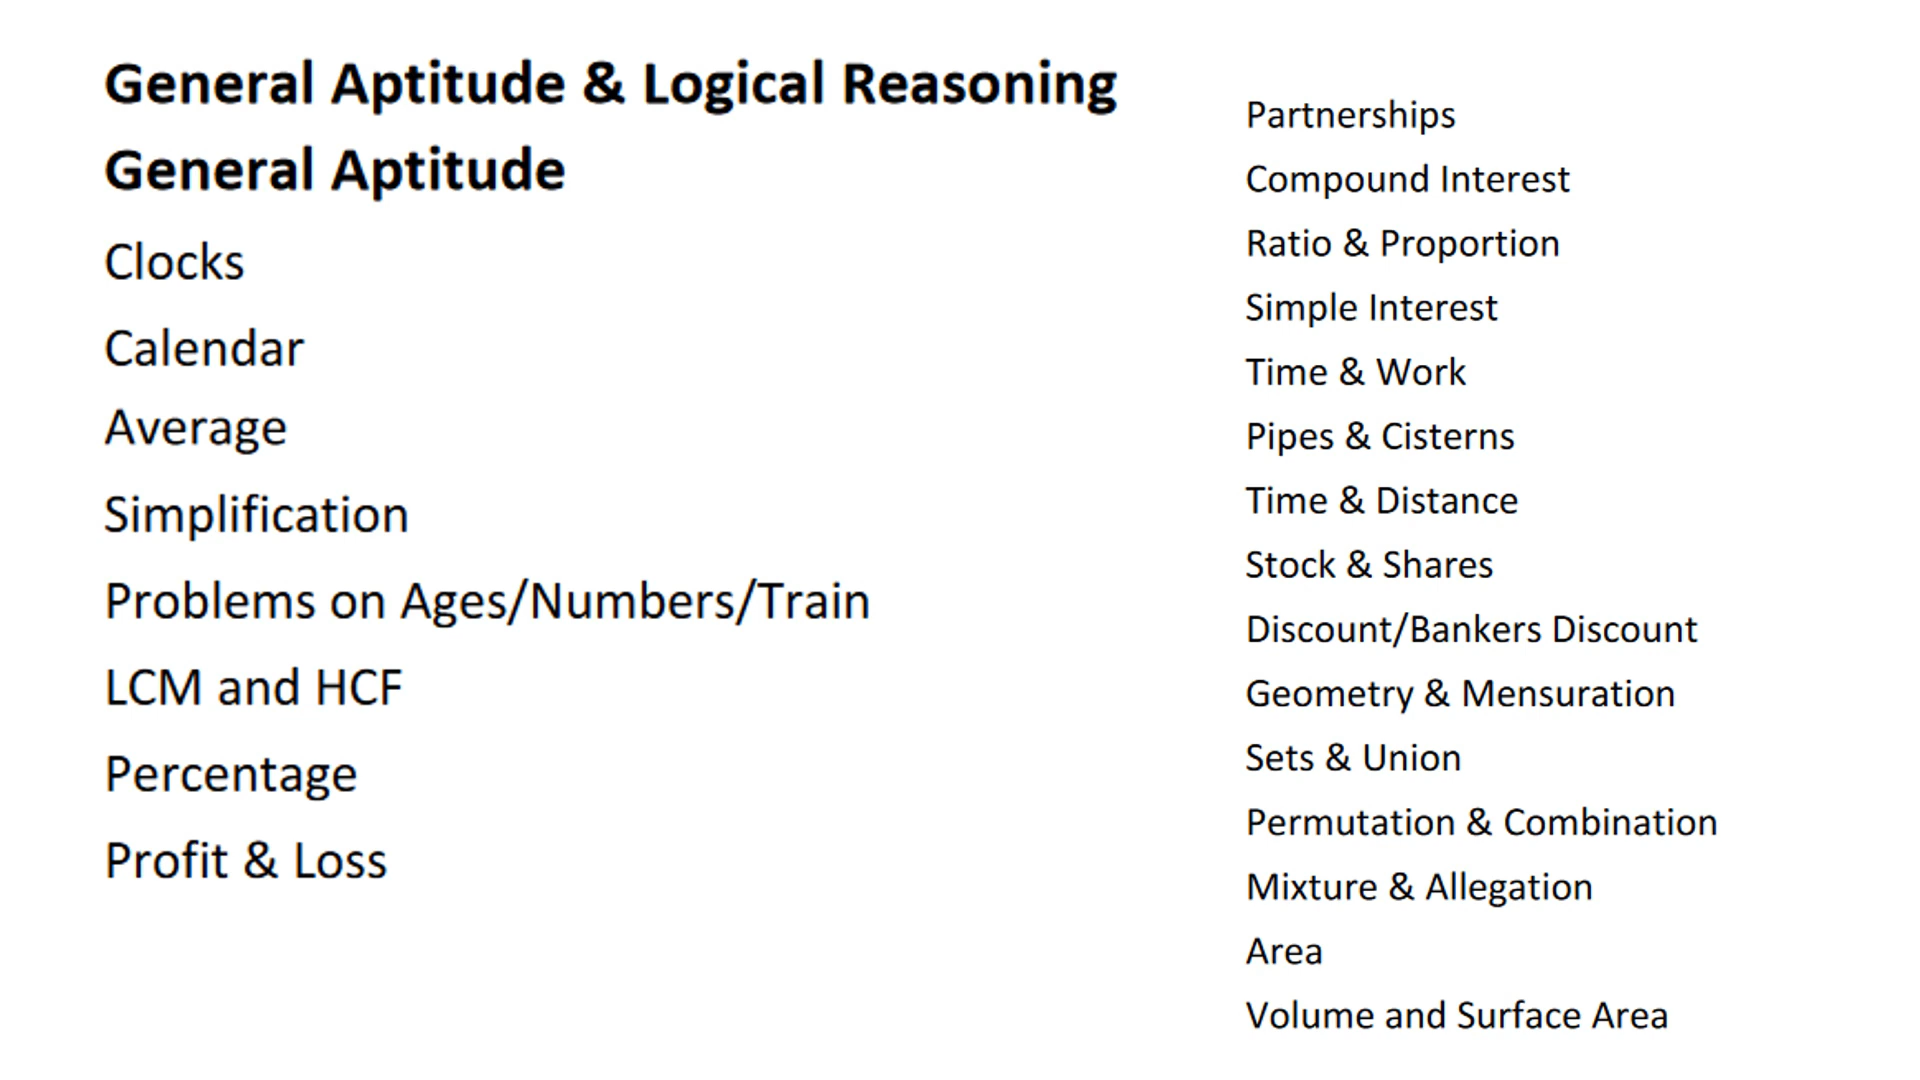 General Aptitude & Logical Reasoning
General Aptitude
Clocks
Calendar
Average
Simplification
Problems on Ages/Numbers/Train
LCM and HCF
Percentage
Profit & Loss
Partnerships
Compound Interest
Ratio & Proportion
Simple Interest
Time & Work
Pipes & Cisterns
Time & Distance
Stock & Shares
Discount/Bankers Discount
Geometry & Mensuration
Sets & Union
Permutation & Combination
Mixture & Allegation
Area
Volume and Surface Area